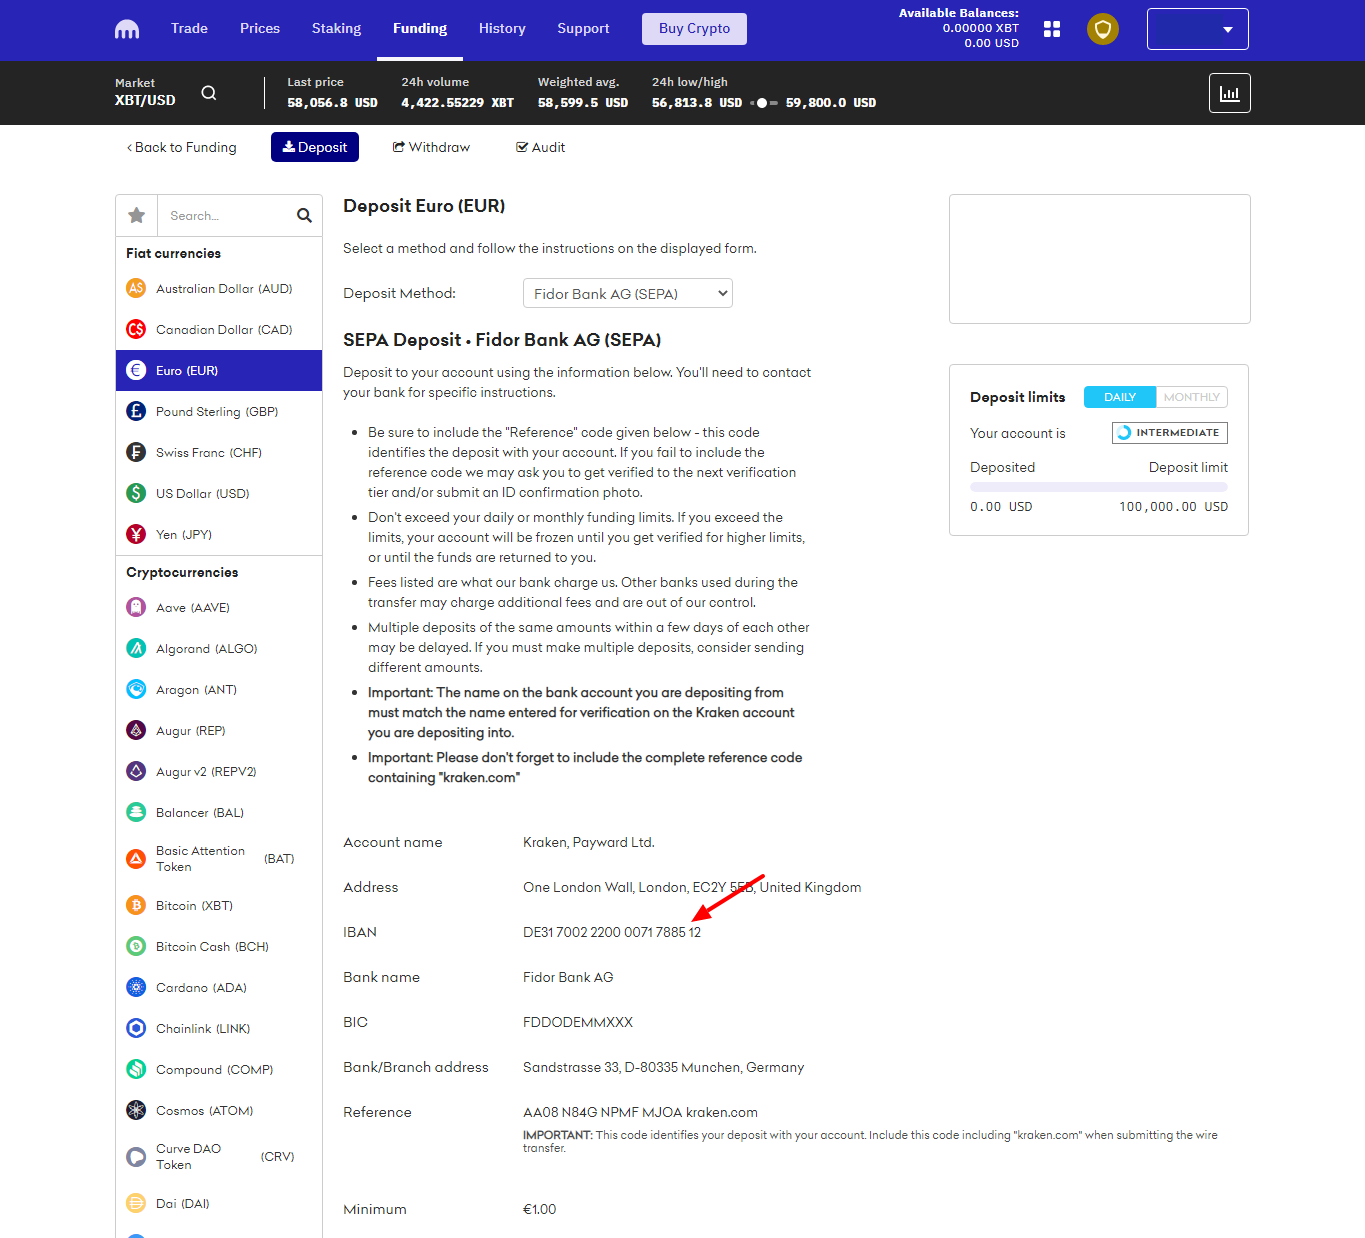 Trade Prices Staking Funding History Support Buy Crypto
Available Balances:
0.00000 XBT
0.00 USD
Market
XBT/USD
Last price
58,056.8 USD
24h volume
4,422.55229 XBT
Weighted avg.
58,599.5 USD
24h low/high
56,813.8 USD 59,800.0 USD
Back to Funding Deposit Withdraw Audit
Search...
Fiat currencies
Australian Dollar (AUD)
Canadian Dollar (CAD)
Euro (EUR)
Pound Sterling (GBP)
Swiss Franc (CHF)
US Dollar (USD)
Yen (JPY)
Cryptocurrencies
Aave (AAVE)
Algorand (ALGO)
Aragon (ANT)
Augur (REP)
Augur v2 (REPV2)
Balancer (BAL)
Basic Attention
Token (BAT)
Bitcoin (XBT)
Bitcoin Cash (BCH)
Cardano (ADA)
Chainlink (LINK)
Compound (COMP)
Cosmos (ATOM)
Curve DAO
Token (CRV)
Dai (DAI)
Deposit Euro (EUR)
Select a method and follow the instructions on the displayed form.
Deposit Method: Fidor Bank AG (SEPA)
SEPA Deposit • Fidor Bank AG (SEPA)
Deposit to your account using the information below. You'll need to contact
your bank for specific instructions.
• Be sure to include the "Reference" code given below - this code
identifies the deposit with your account. If you fail to include the
reference code we may ask you to get verified to the next verification
tier and/or submit an ID confirmation photo.
• Don't exceed your daily or monthly funding limits. If you exceed the
limits, your account will be frozen until you get verified for higher limits,
or until the funds are returned to you.
• Fees listed are what our bank charge us. Other banks used during the
transfer may charge additional fees and are out of our control.
• Multiple deposits of the same amounts within a few days of each other
may be delayed. If you must make multiple deposits, consider sending
different amounts.
• Important: The name on the bank account you are depositing from
must match the name entered for verification on the Kraken account
you are depositing into.
• Important: Please don't forget to include the complete reference code
containing "kraken.com"
Account name Kraken, Payward Ltd.
Address One London Wall, London, EC2Y 5EB, United Kingdom
IBAN DE31 7002 2200 0071 7885 12
Bank name Fidor Bank AG
BIC FDDODEMMXXX
Bank/Branch address Sandstrasse 33, D-80335 Munchen, Germany
Reference AA08 N84G NPMF MJOA kraken.com
IMPORTANT: This code identifies your deposit with your account. Include this code including "kraken.com" when submitting the wire
transfer.
Minimum €1.00
Deposit limits DAILY MONTHLY
Your account is INTERMEDIATE
Deposited Deposit limit
0.00 USD 100,000.00 USD